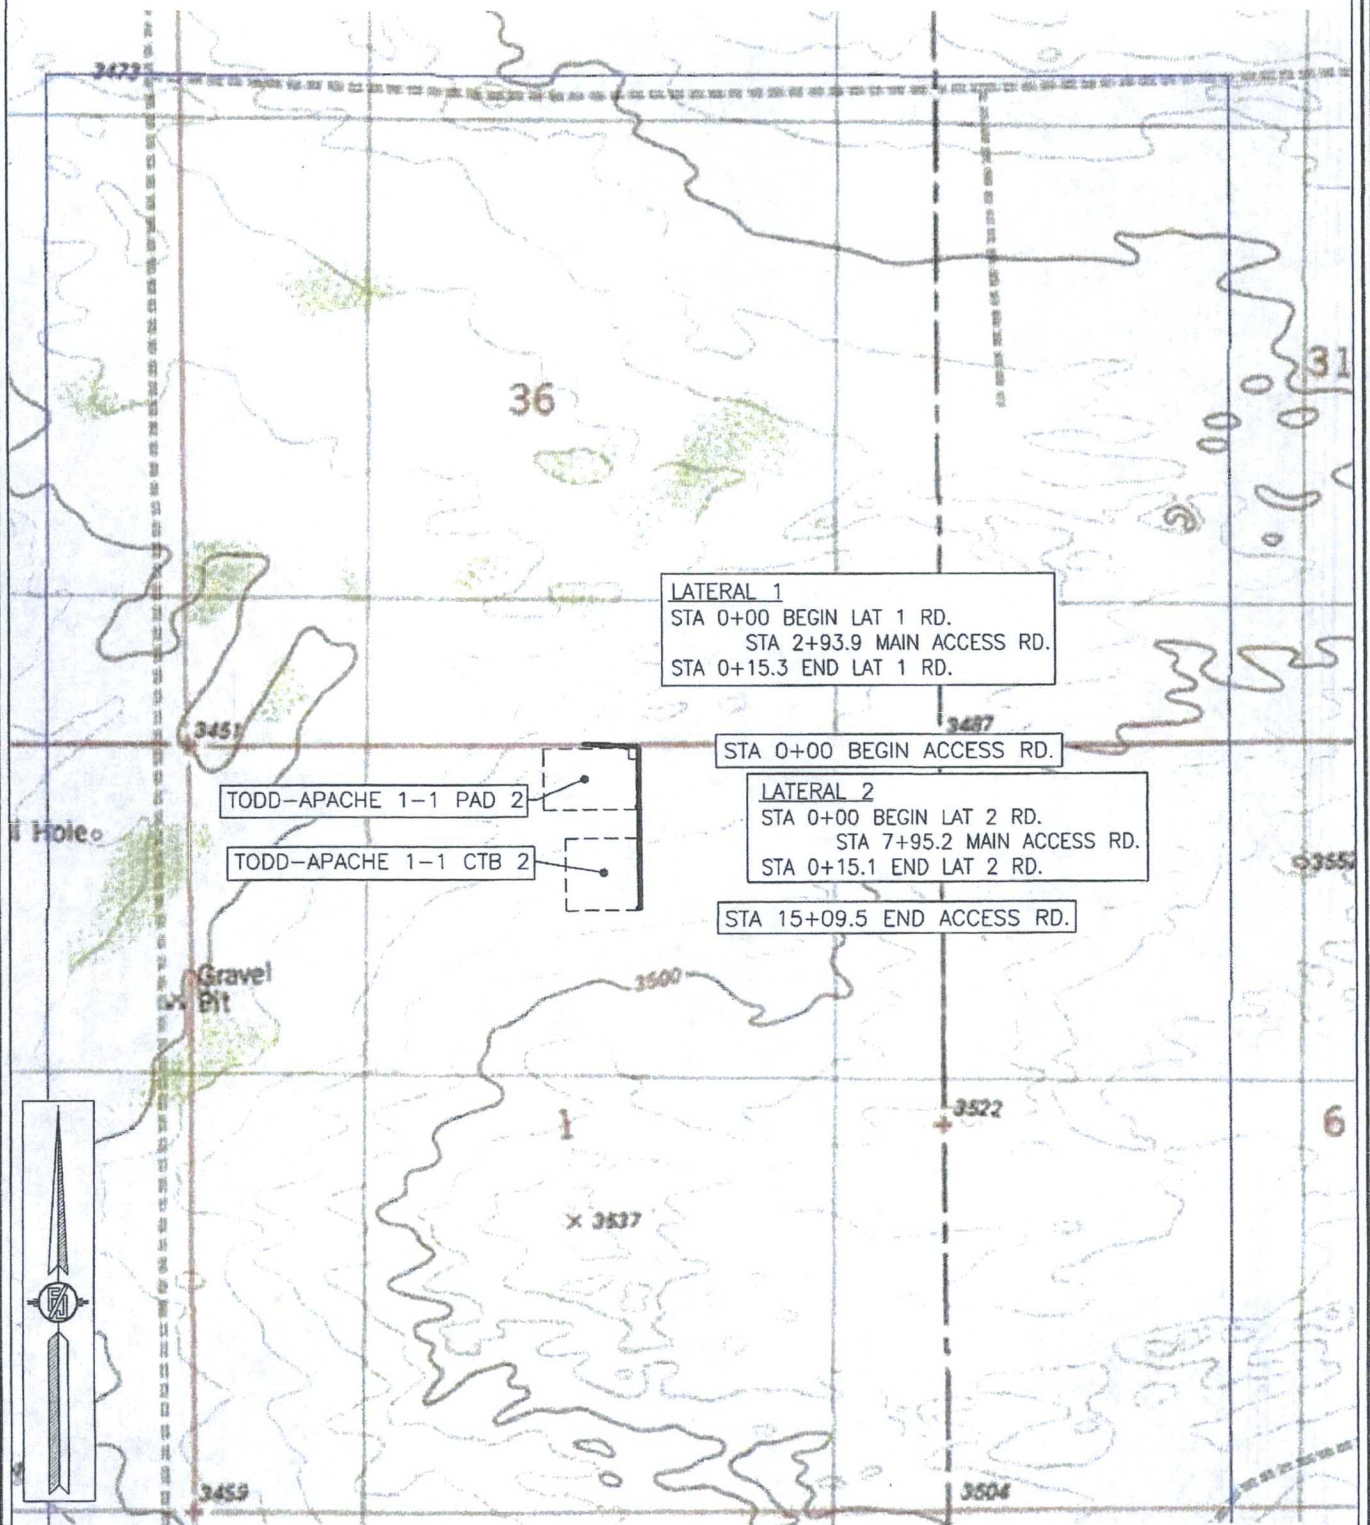 3473
36
31
LATERAL 1
STA 0+00 BEGIN LAT 1 RD.
STA 2+93.9 MAIN ACCESS RD.
STA 0+15.3 END LAT 1 RD.
3451
3487
STA 0+00 BEGIN ACCESS RD.
TODD-APACHE 1-1 PAD 2
LATERAL 2
STA 0+00 BEGIN LAT 2 RD.
STA 7+95.2 MAIN ACCESS RD.
STA 0+15.1 END LAT 2 RD.
Hole
TODD-APACHE 1-1 CTB 2
3552
STA 15+09.5 END ACCESS RD.
Gravel
Pit
3500
3522
1
6
3537
3459
3504